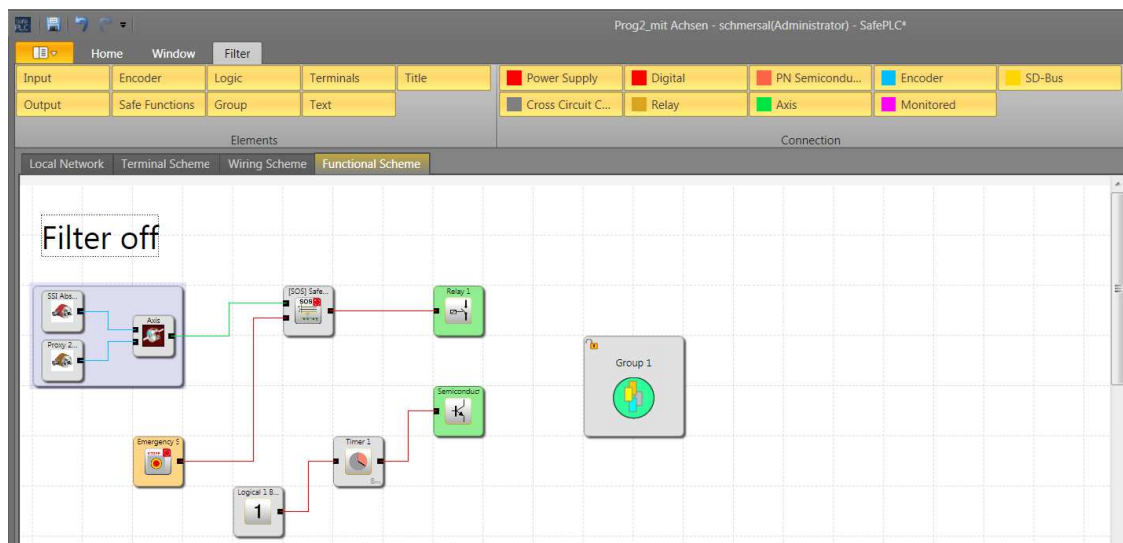 Prog2_mit Achsen - schmersal(Administrator) - SafePLC*
Home Window Filter
Input Encoder Logic Terminals Title Power Supply Digital PN Semicondu... Encoder SD-Bus
Output Safe Functions Group Text Cross Circuit C... Relay Axis Monitored
Elements Connection
Local Network Terminal Scheme Wiring Scheme Functional Scheme
Filter off
SSI Abs...
[SOS] Safe...
SOS
Relay 1
Axis
Proxy 2...
Group 1
Semiconduct
Emergency S
Timer 1
B...
Logical 1 B...
1